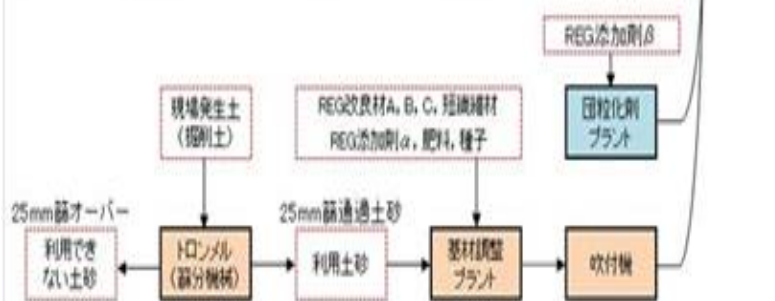 REG添加剤β
現場発生土
(掘削土)
REG改良材A, B, C, 短繊維材
REG添加剤α, 肥料, 種子
団粒化剤
プラント
25mm篩オーバー
25mm篩通過土砂
利用でき
ない土砂
トロンメル
(篩分機械)
利用土砂
基材調整
プラント
吹付機